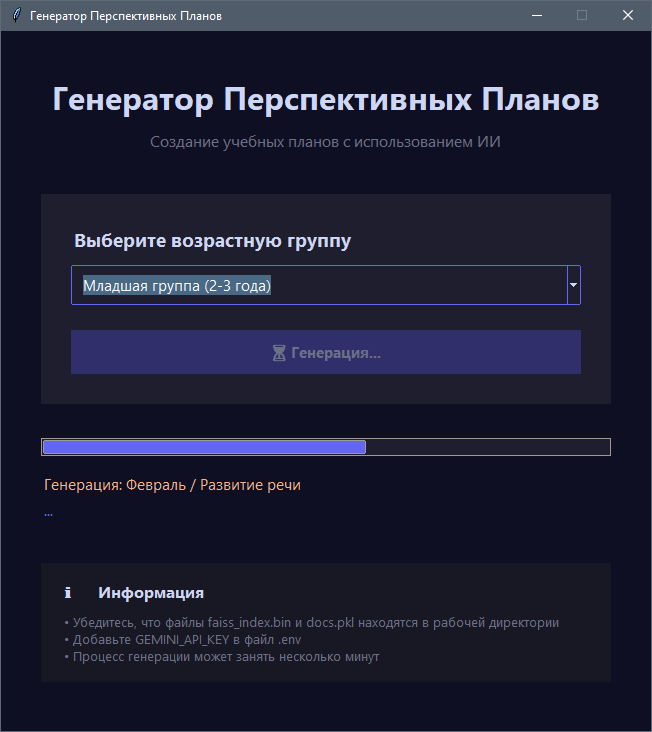 Генератор Перспективных Планов
Генератор Перспективных Планов
Создание учебных планов с использованием ИИ
Выберите возрастную группу
Младшая группа (2-3 года)
⏳ Генерация...
Генерация: Февраль / Развитие речи
...
ℹ Информация
• Убедитесь, что файлы faiss_index.bin и docs.pkl находятся в рабочей директории
• Добавьте GEMINI_API_KEY в файл .env
• Процесс генерации может занять несколько минут